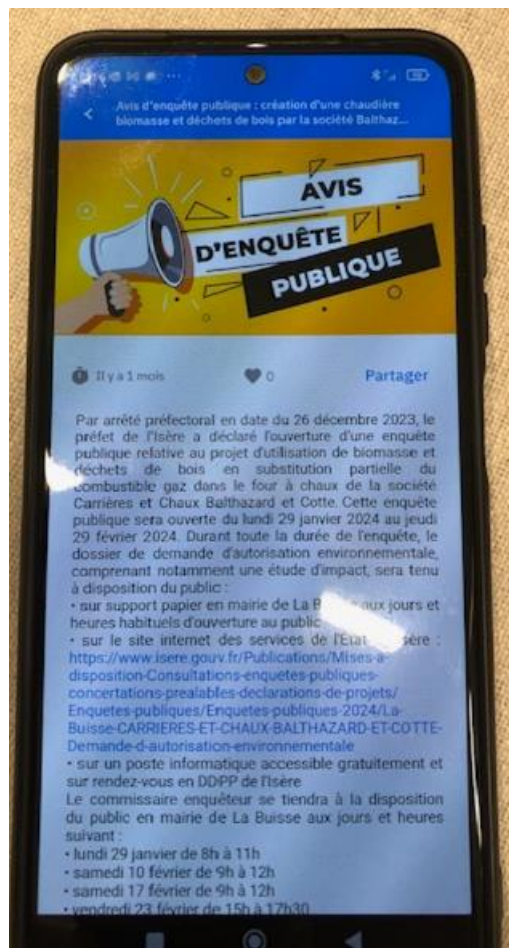 Avis d'enquête publique : création d'une chaudière
biomasse et déchets de bois par la société Balthaz...
AVIS
D'ENQUÊTE
PUBLIQUE
Il y a 1 mois
0
Partager
Par arrêté préfectoral en date du 26 décembre 2023, le
préfet de l'Isère a déclaré l'ouverture d'une enquête
publique relative au projet d'utilisation de biomasse et
déchets de bois en substitution partielle du
combustible gaz dans le four à chaux de la société
Carrières et Chaux Balthazard et Cotte. Cette enquête
publique sera ouverte du lundi 29 janvier 2024 au jeudi
29 février 2024. Durant toute la durée de l'enquête, le
dossier de demande d'autorisation environnementale,
comprenant notamment une étude d'impact, sera tenu
à disposition du public :
• sur support papier en mairie de La aux jours et
heures habituels d'ouverture au public
• sur le site internet des services de l'Etat :
https://www.isere.gouv.fr/Publications/Mises-a-
disposition-Consultations-enquetes-publiques-
concertations-prealables-declarations-de-projets/
Enquetes-publiques/Enquetes-publiques-2024/La-
Buisse-CARRIERES-ET-CHAUX-BALTHAZARD-ET-COTTE-
Demande-d-autorisation-environnementale
• sur un poste informatique accessible gratuitement et
sur rendez-vous en DDPP de l'Isère
Le commissaire enquêteur se tiendra à la disposition
du public en mairie de La Buisse aux jours et heures
suivant :
• lundi 29 janvier de 8h à 11h
• samedi 10 février de 9h à 12h
• samedi 17 février de 9h à 12h
• vendredi 23 février de 15h à 17h30